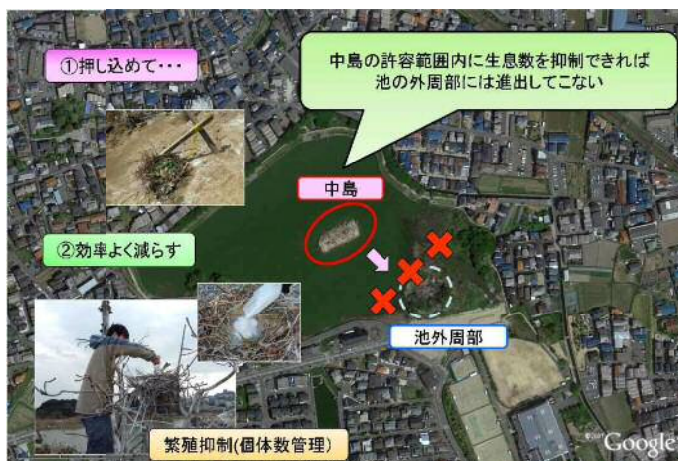 ①押し込めて・・・
中島の許容範囲内に生息数を抑制できれば
池の外周部には進出してこない
中島
②効率よく減らす
池外周部
繁殖抑制(個体数管理)
Google